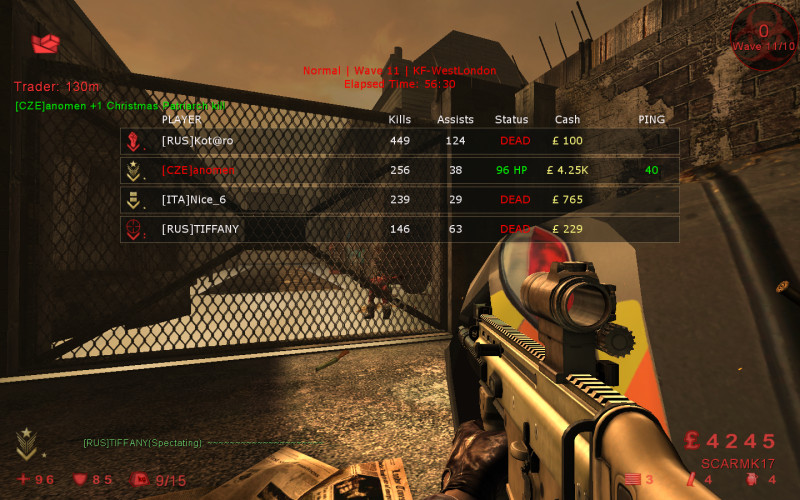 0
Wave 11/10
Normal | Wave 11 | KF-WestLondon
Elapsed Time: 56:30
Trader: 130m
[CZE]anomen +1 Christmas Patriarch kill
PLAYER Kills Assists Status Cash PING
[RUS]Kot@ro 449 124 DEAD £ 100
[CZE]anomen 256 38 96 HP £ 4.25K 40
[ITA]Nice_6 239 29 DEAD £ 765
[RUS]TIFFANY 146 63 DEAD £ 229
[RUS]TIFFANY(Spectating)
£ 4245
SCARMK17
96 85 9/15 3 4 4